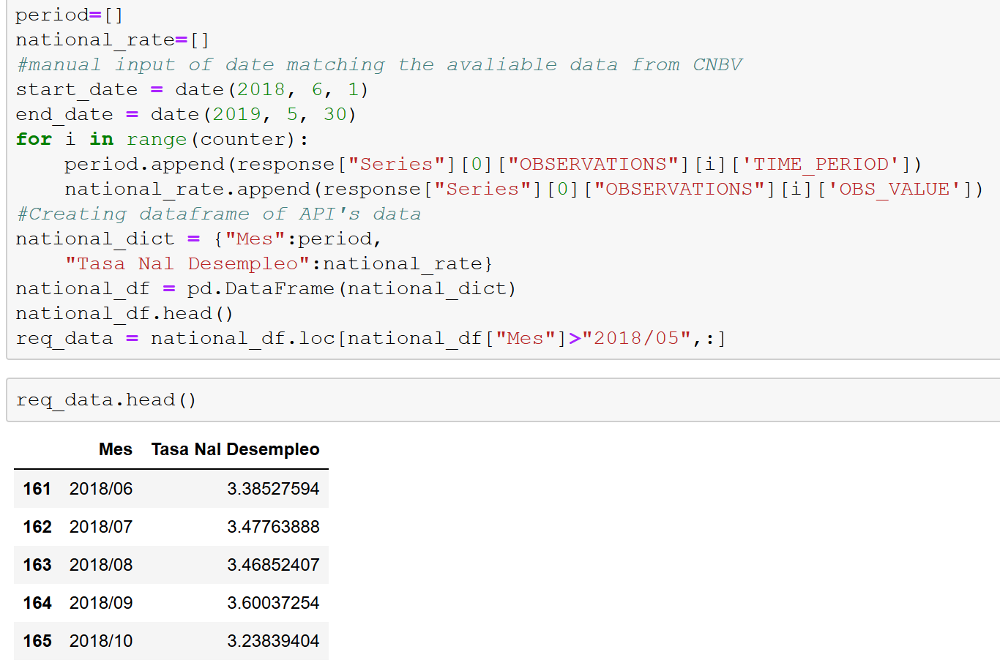 period=[]
national_rate=[]
#manual input of date matching the avaliable data from CNBV
start_date = date(2018, 6, 1)
end_date = date(2019, 5, 30)
for i in range(counter):
    period.append(response["Series"][0]["OBSERVATIONS"][i]['TIME_PERIOD'])
    national_rate.append(response["Series"][0]["OBSERVATIONS"][i]['OBS_VALUE'])
#Creating dataframe of API's data
national_dict = {"Mes":period,
    "Tasa Nal Desempleo":national_rate}
national_df = pd.DataFrame(national_dict)
national_df.head()
req_data = national_df.loc[national_df["Mes"]>"2018/05",:]
req_data.head()
Mes Tasa Nal Desempleo
161 2018/06 3.38527594
162 2018/07 3.47763888
163 2018/08 3.46852407
164 2018/09 3.60037254
165 2018/10 3.23839404